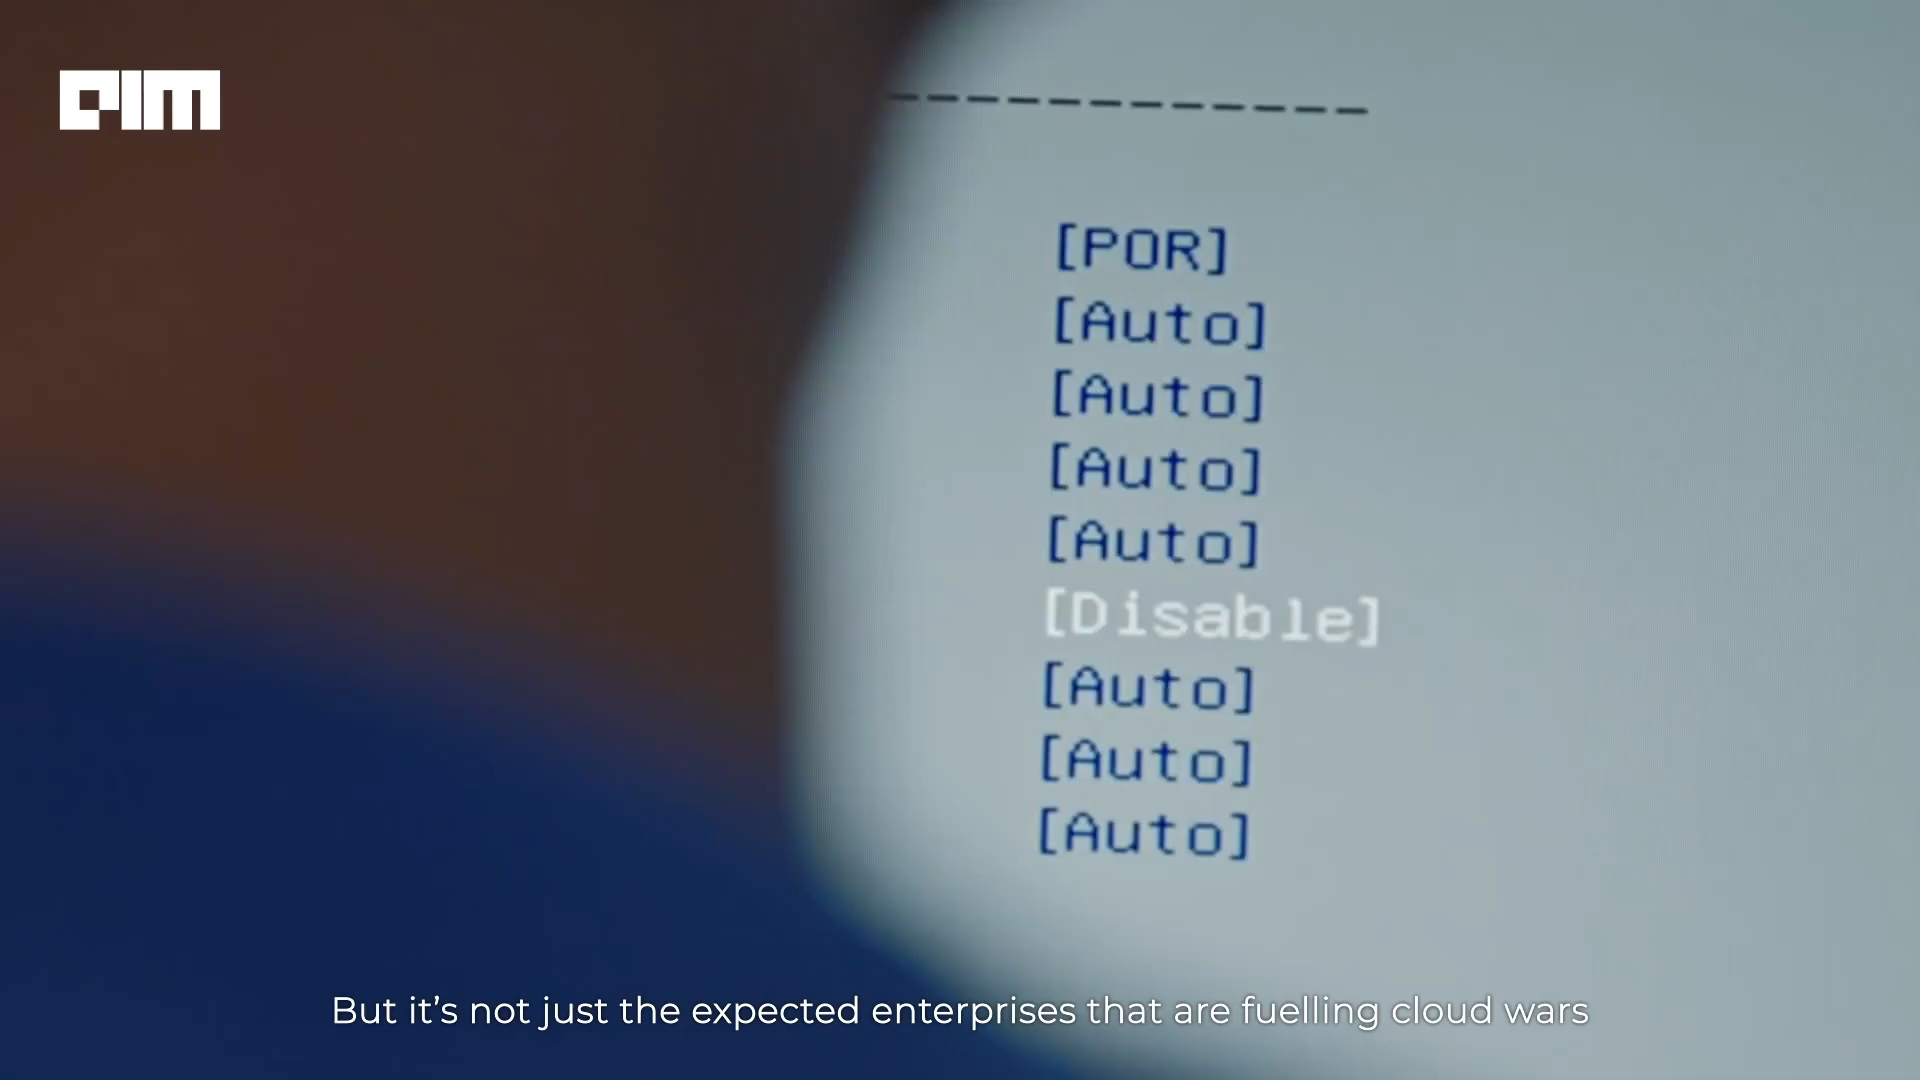 AIM
[POR]
[Auto]
[Auto]
[Auto]
[Auto]
[Disable]
[Auto]
[Auto]
[Auto]
But it’s not just the expected enterprises that are fuelling cloud wars